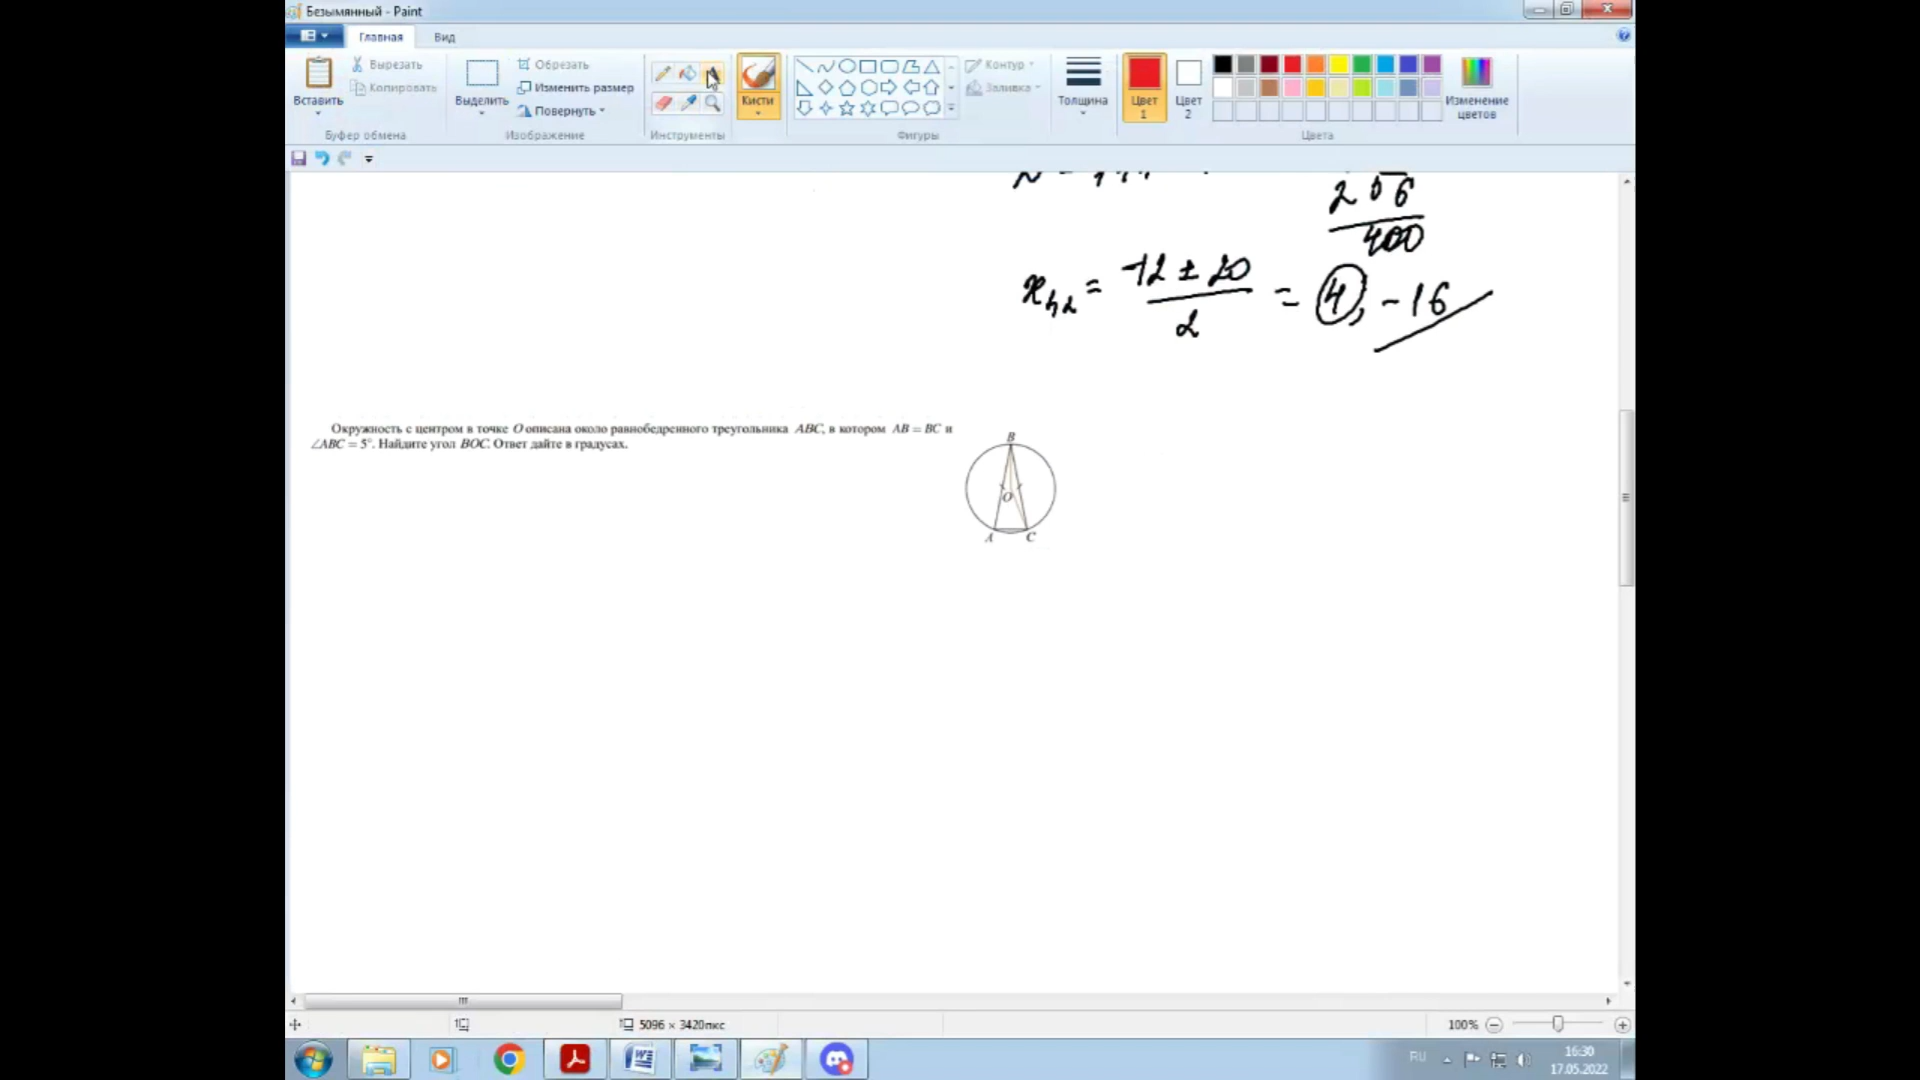 Безымянный - Paint
Главная Вид
Вставить
Вырезать
Копировать
Буфер обмена
Выделить
Обрезать
Изменить размер
Повернуть
Изображение
Инструменты
Кисти
Контур
Заливка
Фигуры
Толщина
Цвет 1
Цвет 2
Изменение цветов
Цвета
256
400
x1,2 = -12 ± 20 / 2 = 4, -16
Окружность с центром в точке O описана около равнобедренного треугольника ABC, в котором AB = BC и
∠ABC = 5°. Найдите угол BOC. Ответ дайте в градусах.
B
O
A C
5096 × 3420пкс
100%
RU
16:30
17.05.2022